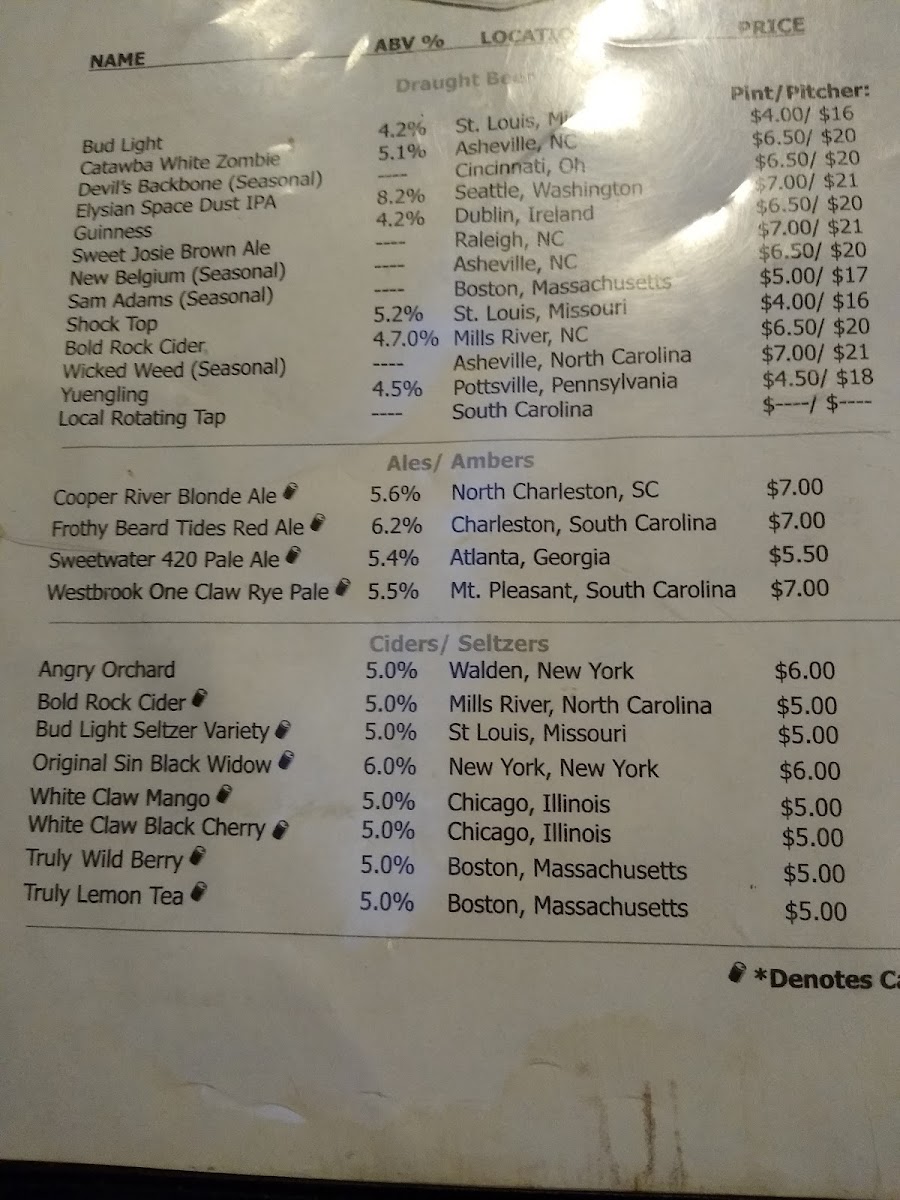 NAME ABV % LOCATIO PRICE
Draught Beer
Pint/Pitcher:
Bud Light 4.2% St. Louis, $4.00/ $16
Catawba White Zombie 5.1% Asheville, NC $6.50/ $20
Devil's Backbone (Seasonal) ---- Cincinnati, Oh $6.50/ $20
Elysian Space Dust IPA 8.2% Seattle, Washington $7.00/ $21
Guinness 4.2% Dublin, Ireland $6.50/ $20
Sweet Josie Brown Ale ---- Raleigh, NC $7.00/ $21
New Belgium (Seasonal) ---- Asheville, NC $6.50/ $20
Sam Adams (Seasonal) ---- Boston, Massachusetts $5.00/ $17
Shock Top 5.2% St. Louis, Missouri $4.00/ $16
Bold Rock Cider 4.7.0% Mills River, NC $6.50/ $20
Wicked Weed (Seasonal) ---- Asheville, North Carolina $7.00/ $21
Yuengling 4.5% Pottsville, Pennsylvania $4.50/ $18
Local Rotating Tap ---- South Carolina $----/ $----
Ales/ Ambers
Cooper River Blonde Ale 5.6% North Charleston, SC $7.00
Frothy Beard Tides Red Ale 6.2% Charleston, South Carolina $7.00
Sweetwater 420 Pale Ale 5.4% Atlanta, Georgia $5.50
Westbrook One Claw Rye Pale 5.5% Mt. Pleasant, South Carolina $7.00
Ciders/ Seltzers
Angry Orchard 5.0% Walden, New York $6.00
Bold Rock Cider 5.0% Mills River, North Carolina $5.00
Bud Light Seltzer Variety 5.0% St Louis, Missouri $5.00
Original Sin Black Widow 6.0% New York, New York $6.00
White Claw Mango 5.0% Chicago, Illinois $5.00
White Claw Black Cherry 5.0% Chicago, Illinois $5.00
Truly Wild Berry 5.0% Boston, Massachusetts $5.00
Truly Lemon Tea 5.0% Boston, Massachusetts $5.00
*Denotes Ca